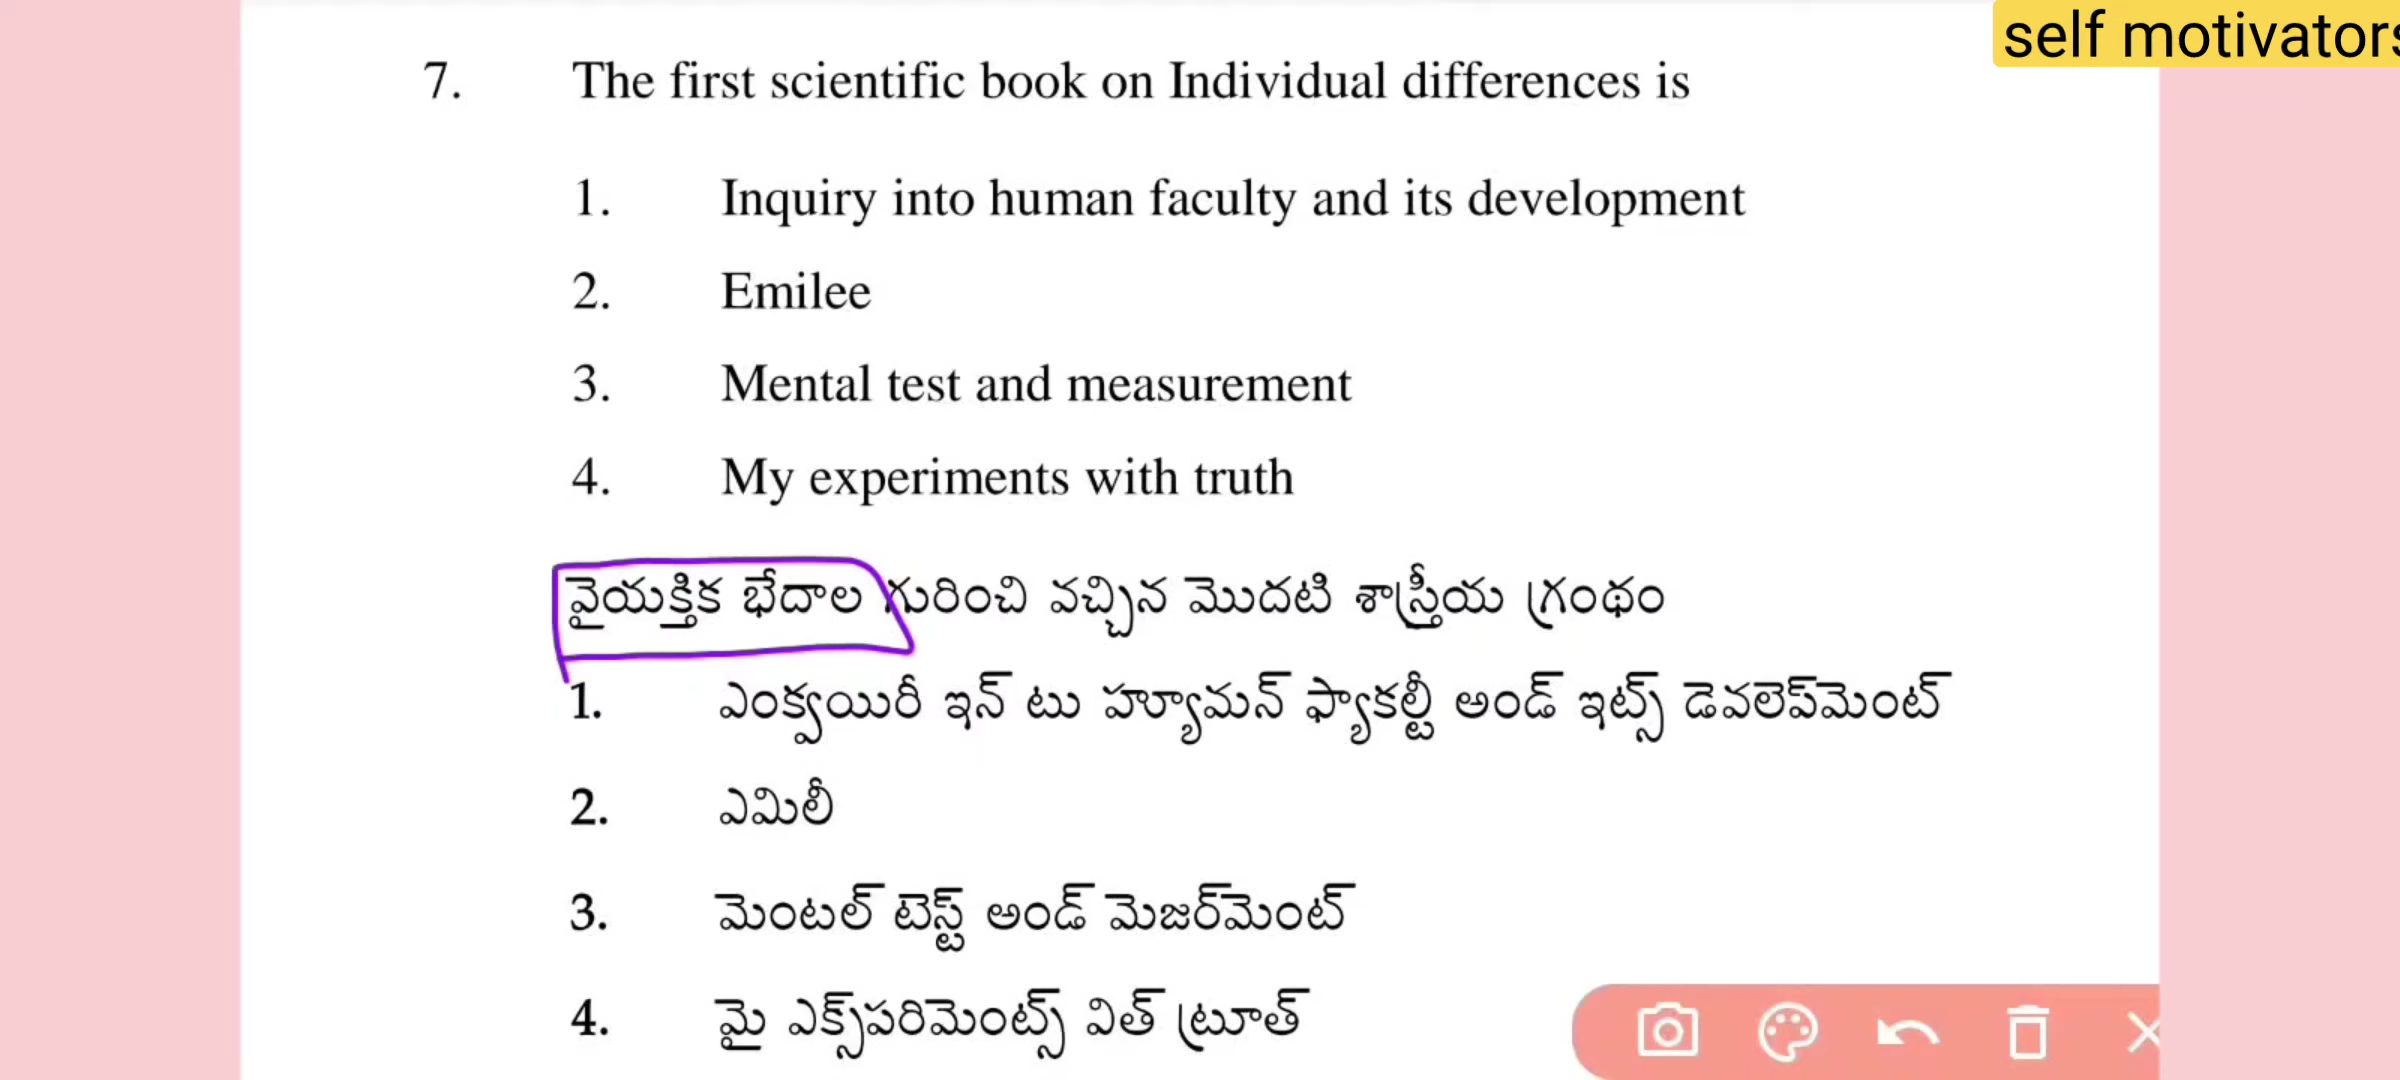 self motivators
7. The first scientific book on Individual differences is
1. Inquiry into human faculty and its development
2. Emilee
3. Mental test and measurement
4. My experiments with truth
వైయక్తిక భేదాల గురించి వచ్చిన మొదటి శాస్త్రీయ గ్రంథం
1. ఎంక్వయిరీ ఇన్ టు హ్యూమన్ ఫ్యాకల్టీ అండ్ ఇట్స్ డెవలెప్‌మెంట్
2. ఎమిలీ
3. మెంటల్ టెస్ట్ అండ్ మెజర్‌మెంట్
4. మై ఎక్స్‌పరిమెంట్స్ విత్ ట్రూత్